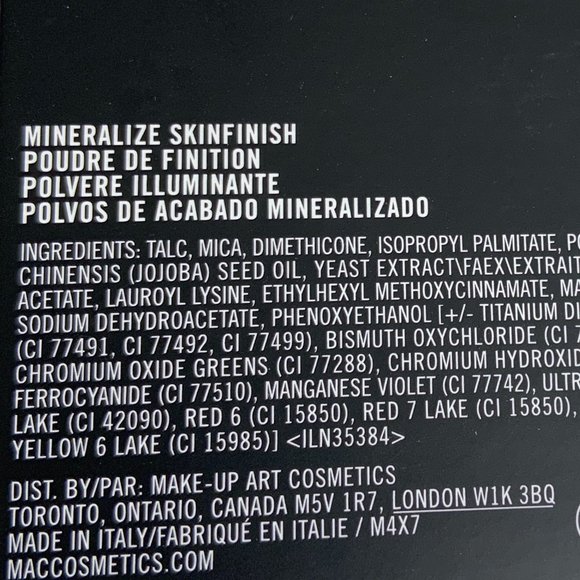 MINERALIZE SKINFINISH
POUDRE DE FINITION
POLVERE ILLUMINANTE
POLVOS DE ACABADO MINERALIZADO
INGREDIENTS: TALC, MICA, DIMETHICONE, ISOPROPYL PALMITATE,
CHINENSIS (JOJOBA) SEED OIL, YEAST EXTRACT\FAEX\EXTRAIT
ACETATE, LAUROYL LYSINE, ETHYLHEXYL METHOXYCINNAMATE,
SODIUM DEHYDROACETATE, PHENOXYETHANOL [+/- TITANIUM
(CI 77491, CI 77492, CI 77499), BISMUTH OXYCHLORIDE (CI
CHROMIUM OXIDE GREENS (CI 77288), CHROMIUM
FERROCYANIDE (CI 77510), MANGANESE VIOLET (CI 77742),
LAKE (CI 42090), RED 6 (CI 15850), RED 7 LAKE (CI 15850),
YELLOW 6 LAKE (CI 15985)] <ILN35384>
DIST. BY/PAR: MAKE-UP ART COSMETICS
TORONTO, ONTARIO, CANADA M5V 1R7, LONDON W1K 3BQ
MADE IN ITALY/FABRIQUÉ EN ITALIE / M4X7
MACCOSMETICS.COM